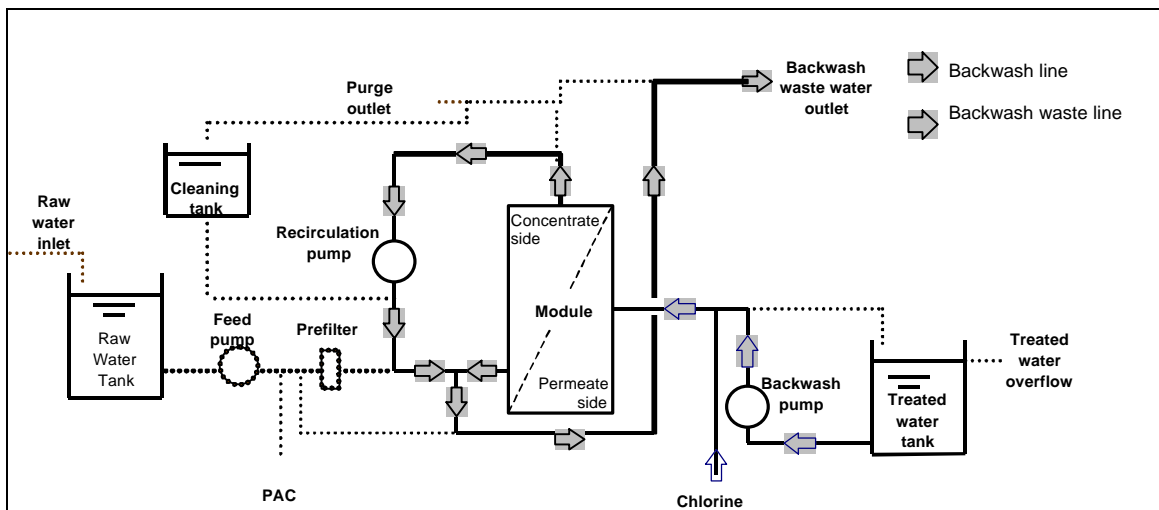 Purge
outlet
Backwash
waste water
outlet
Backwash line
Backwash waste line
Cleaning
tank
Raw
water
inlet
Recirculation
pump
Concentrate
side
Module
Permeate
side
Feed
pump
Prefilter
Raw
Water
Tank
Backwash
pump
Treated
water
tank
Treated
water
overflow
PAC
Chlorine